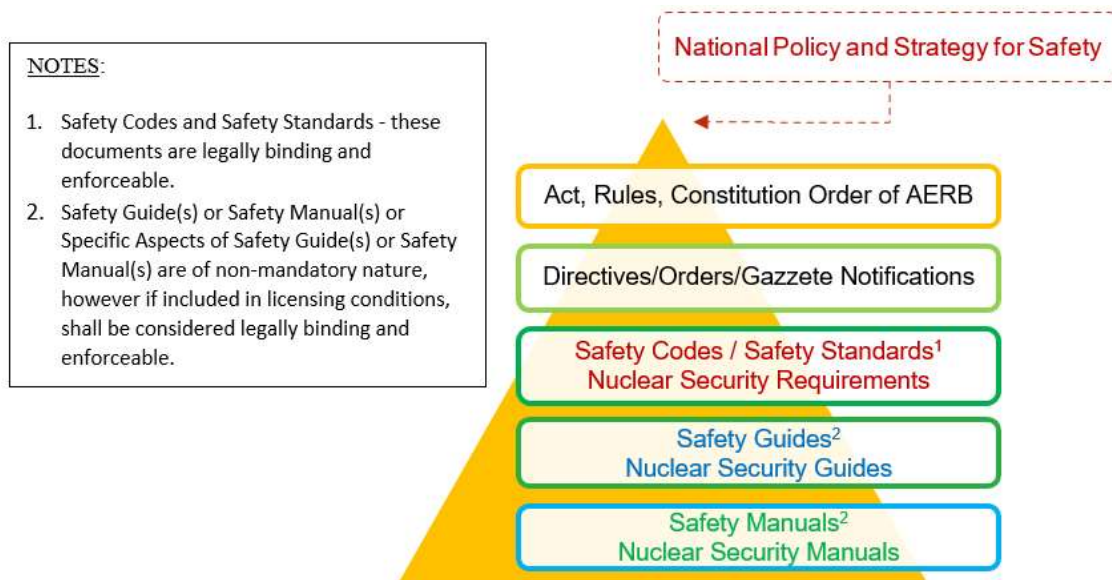 NOTES:
1. Safety Codes and Safety Standards - these
documents are legally binding and
enforceable.
2. Safety Guide(s) or Safety Manual(s) or
Specific Aspects of Safety Guide(s) or Safety
Manual(s) are of non-mandatory nature,
however if included in licensing conditions,
shall be considered legally binding and
enforceable.
National Policy and Strategy for Safety
Act, Rules, Constitution Order of AERB
Directives/Orders/Gazzete Notifications
Safety Codes / Safety Standards¹
Nuclear Security Requirements
Safety Guides²
Nuclear Security Guides
Safety Manuals²
Nuclear Security Manuals